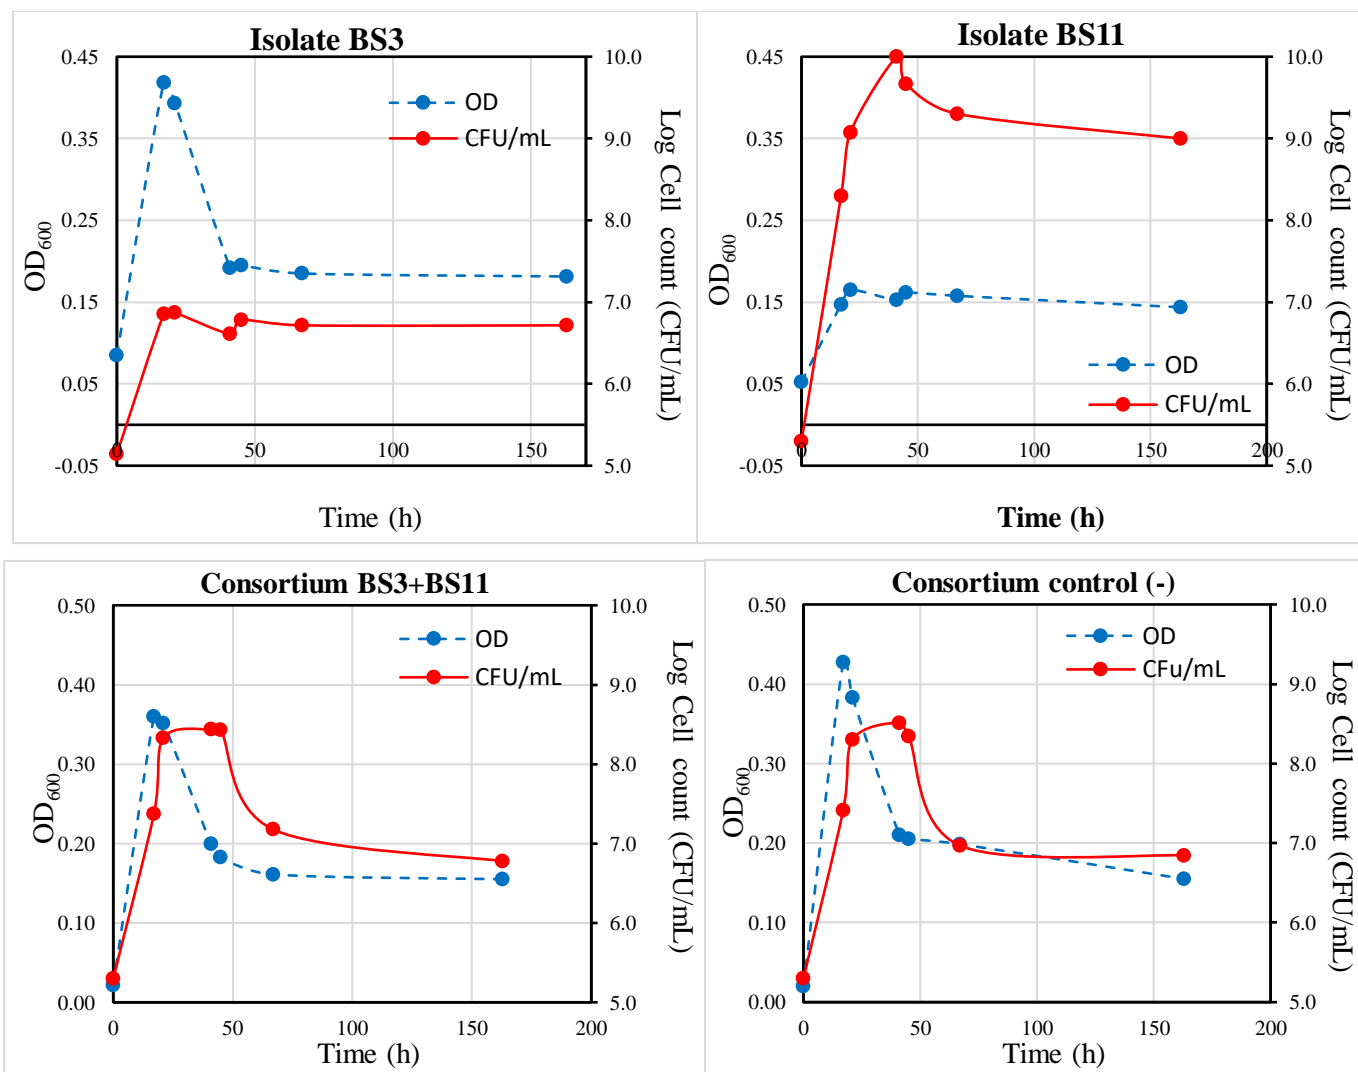 Isolate BS3
0.45
0.35
0.25
0.15
0.05
-0.05
OD600
10.0
9.0
8.0
7.0
6.0
5.0
Log Cell count (CFU/mL)
OD
CFU/mL
0
50
100
150
Time (h)
Isolate BS11
0.45
0.35
0.25
0.15
0.05
-0.05
OD600
10.0
9.0
8.0
7.0
6.0
5.0
Log Cell count (CFU/mL)
OD
CFU/mL
0
50
100
150
200
Time (h)
Consortium BS3+BS11
0.50
0.40
0.30
0.20
0.10
0.00
OD600
10.0
9.0
8.0
7.0
6.0
5.0
Log Cell count (CFU/mL)
OD
CFU/mL
0
50
100
150
200
Time (h)
Consortium control (-)
0.50
0.40
0.30
0.20
0.10
0.00
OD600
10.0
9.0
8.0
7.0
6.0
5.0
Log Cell count (CFU/mL)
OD
CFu/mL
0
50
100
150
200
Time (h)